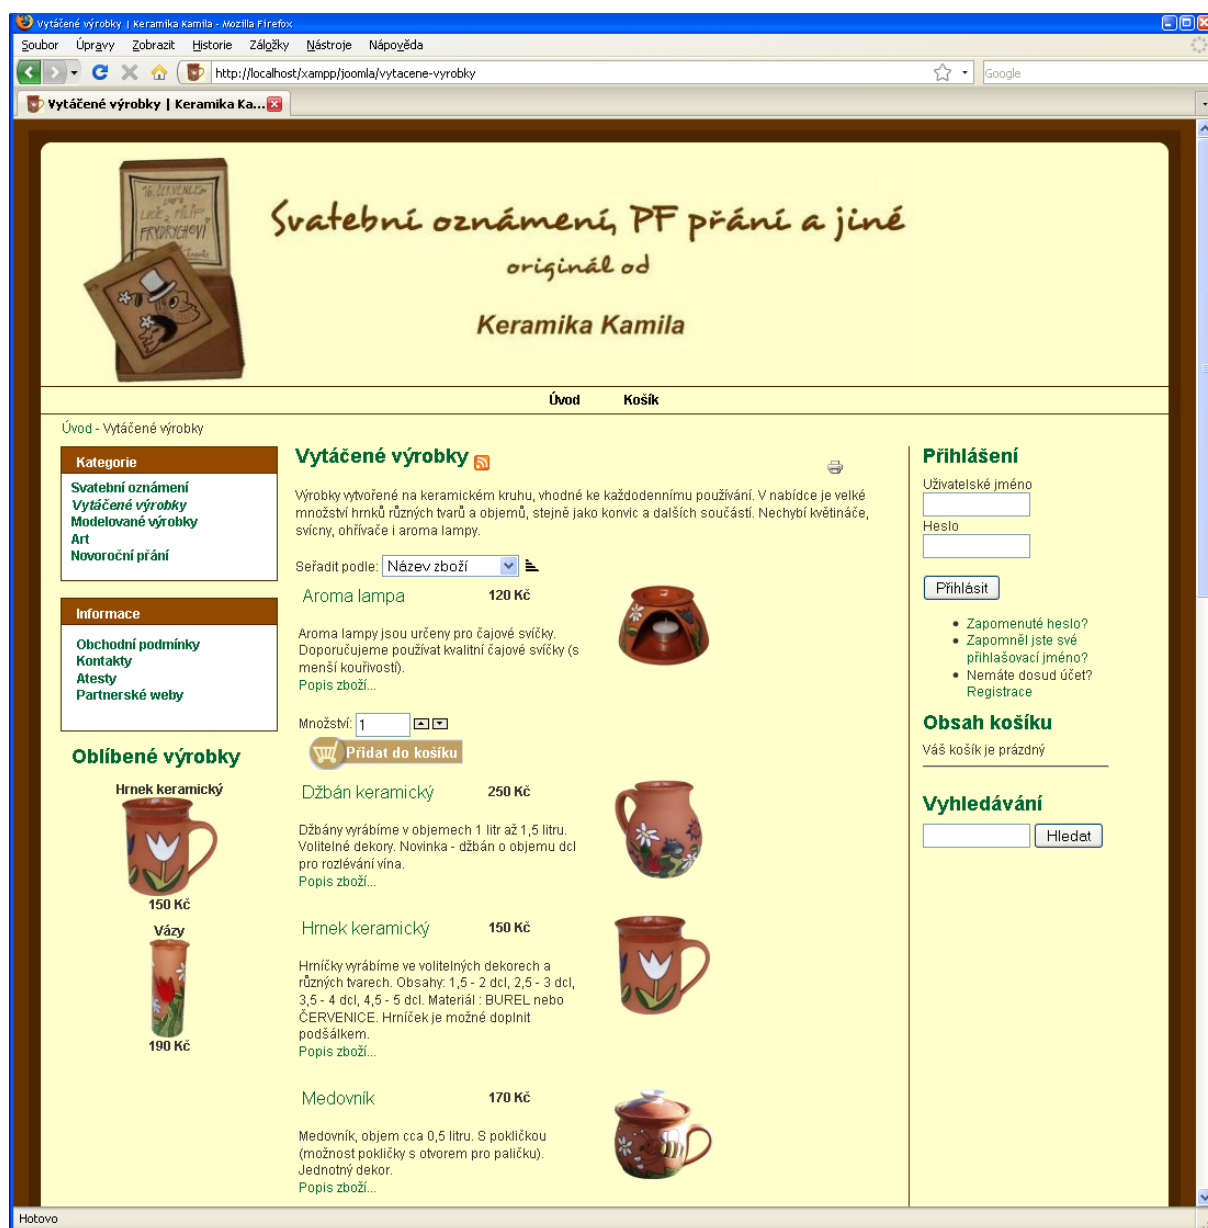 Vytáčené výrobky | Keramika Kamila - Mozilla Firefox
Soubor Úpravy Zobrazit Historie Záložky Nástroje Nápověda
http://localhost/xampp/joomla/vytacene-vyrobky
Google
Vytáčené výrobky | Keramika Ka...
16. ČERVENCE
FRYDRYCHOVI
Svatební oznámení, PF přání a jiné
originál od
Keramika Kamila
Úvod Košík
Úvod - Vytáčené výrobky
Kategorie
Svatební oznámení
Vytáčené výrobky
Modelované výrobky
Art
Novoroční přání
Informace
Obchodní podmínky
Kontakty
Atesty
Partnerské weby
Oblíbené výrobky
Hrnek keramický
150 Kč
Vázy
190 Kč
Vytáčené výrobky
Výrobky vytvořené na keramickém kruhu, vhodné ke každodennímu používání. V nabídce je velké
množství hrnků různých tvarů a objemů, stejně jako konvic a dalších součástí. Nechybí květináče,
svícny, ohřívače i aroma lampy.
Seřadit podle: Název zboží
Aroma lampa 120 Kč
Aroma lampy jsou určeny pro čajové svíčky.
Doporučujeme používat kvalitní čajové svíčky (s
menší kouřivostí).
Popis zboží...
Množství: 1
Přidat do košíku
Džbán keramický 250 Kč
Džbány vyrábíme v objemech 1 litr až 1,5 litru.
Volitelné dekory. Novinka - džbán o objemu dcl
pro rozlévání vína.
Popis zboží...
Hrnek keramický 150 Kč
Hrníčky vyrábíme ve volitelných dekorech a
různých tvarech. Obsahy: 1,5 - 2 dcl, 2,5 - 3 dcl,
3,5 - 4 dcl, 4,5 - 5 dcl. Materiál : BUREL nebo
ČERVENICE. Hrníček je možné doplnit
podšálkem.
Popis zboží...
Medovník 170 Kč
Medovník, objem cca 0,5 litru. S pokličkou
(možnost pokličky s otvorem pro paličku).
Jednotný dekor.
Popis zboží...
Přihlášení
Uživatelské jméno
Heslo
Přihlásit
Zapomenuté heslo?
Zapomněl jste své
přihlašovací jméno?
Nemáte dosud účet?
Registrace
Obsah košíku
Váš košík je prázdný
Vyhledávání
Hledat
Hotovo